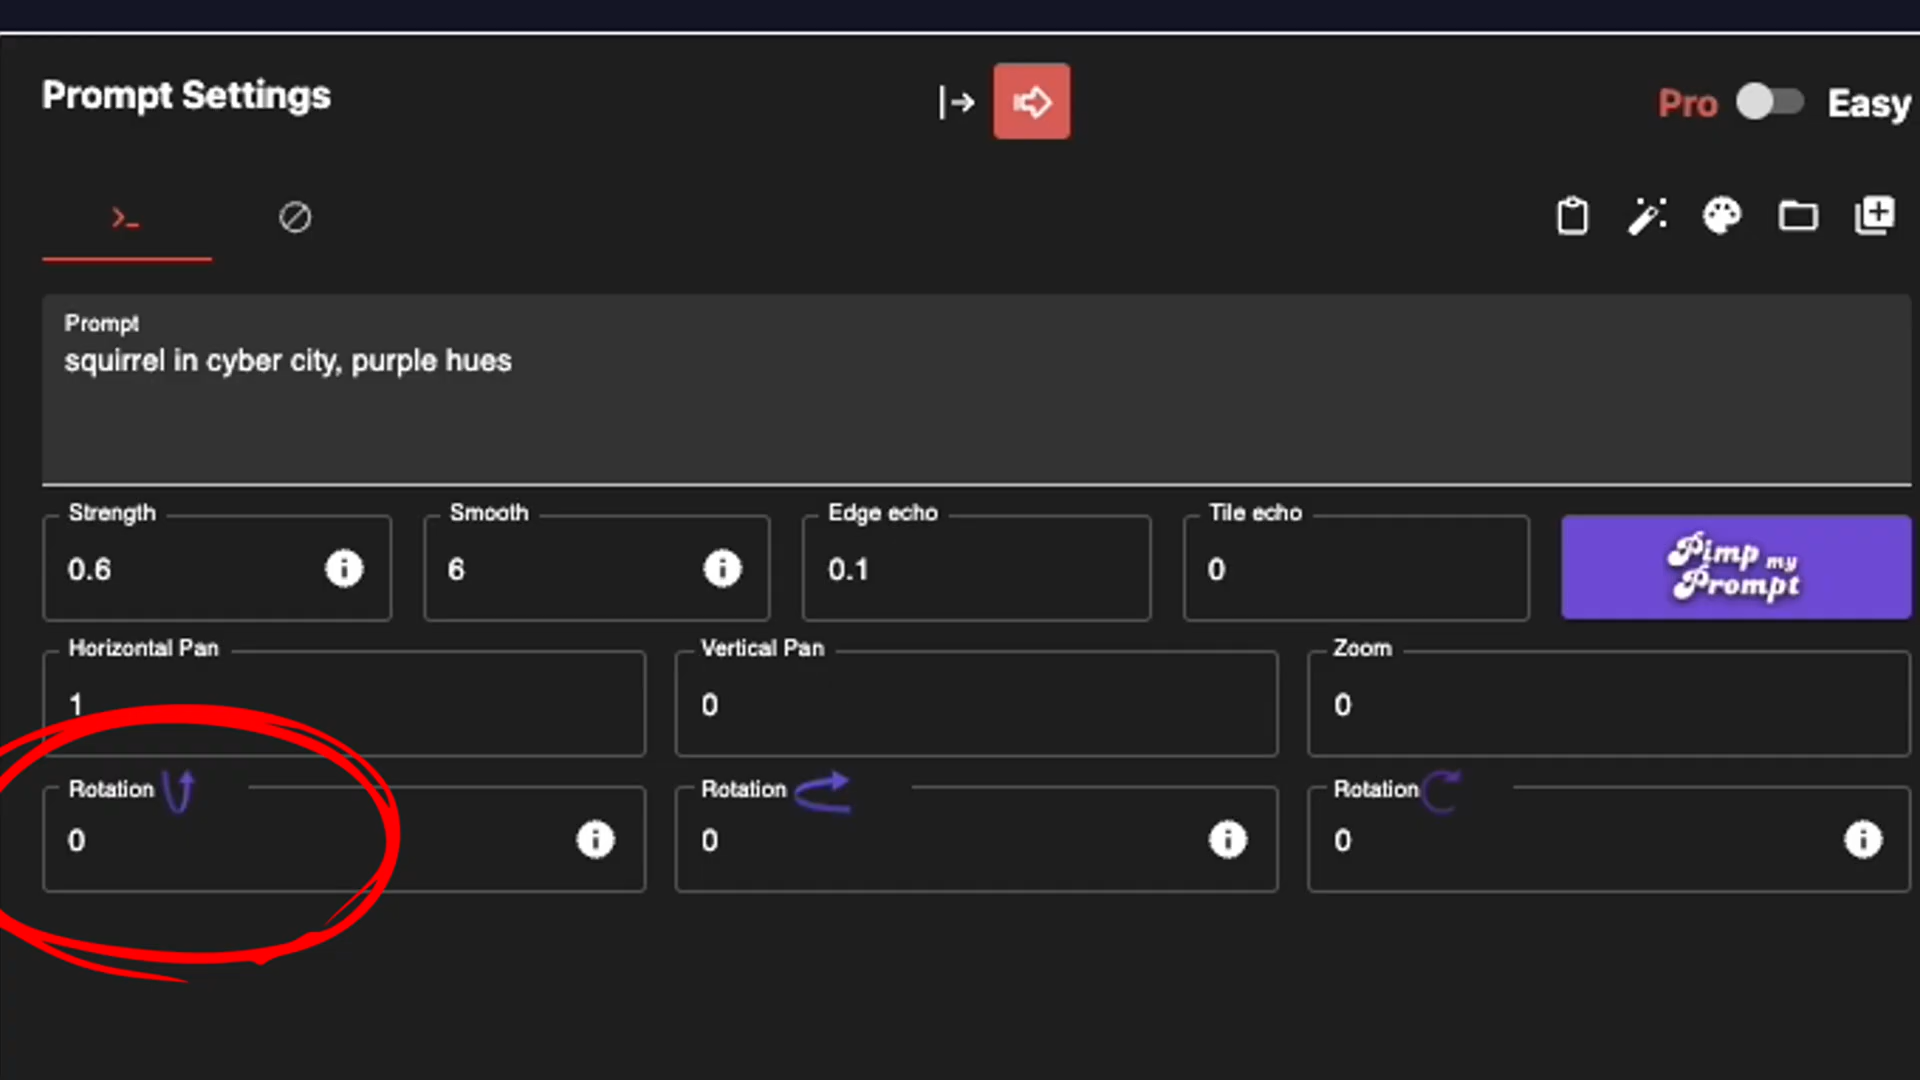 Prompt Settings
Pro Easy
Prompt
squirrel in cyber city, purple hues
Strength
0.6
Smooth
6
Edge echo
0.1
Tile echo
0
Pimp my
Prompt
Horizontal Pan
1
Vertical Pan
0
Zoom
0
Rotation
0
Rotation
0
Rotation
0